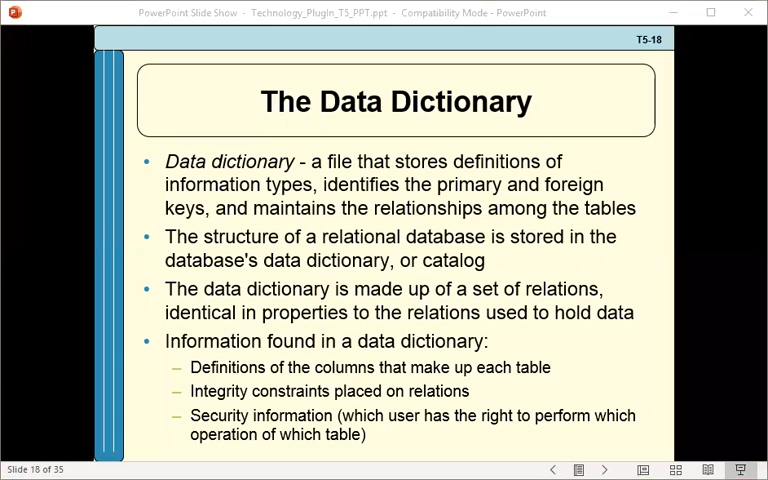 PowerPoint Slide Show - Technology_PlugIn_T5_PPT.ppt - Compatibility Mode - PowerPoint
T5-18
The Data Dictionary
• Data dictionary - a file that stores definitions of
information types, identifies the primary and foreign
keys, and maintains the relationships among the tables
• The structure of a relational database is stored in the
database's data dictionary, or catalog
• The data dictionary is made up of a set of relations,
identical in properties to the relations used to hold data
• Information found in a data dictionary:
– Definitions of the columns that make up each table
– Integrity constraints placed on relations
– Security information (which user has the right to perform which
operation of which table)
Slide 18 of 35